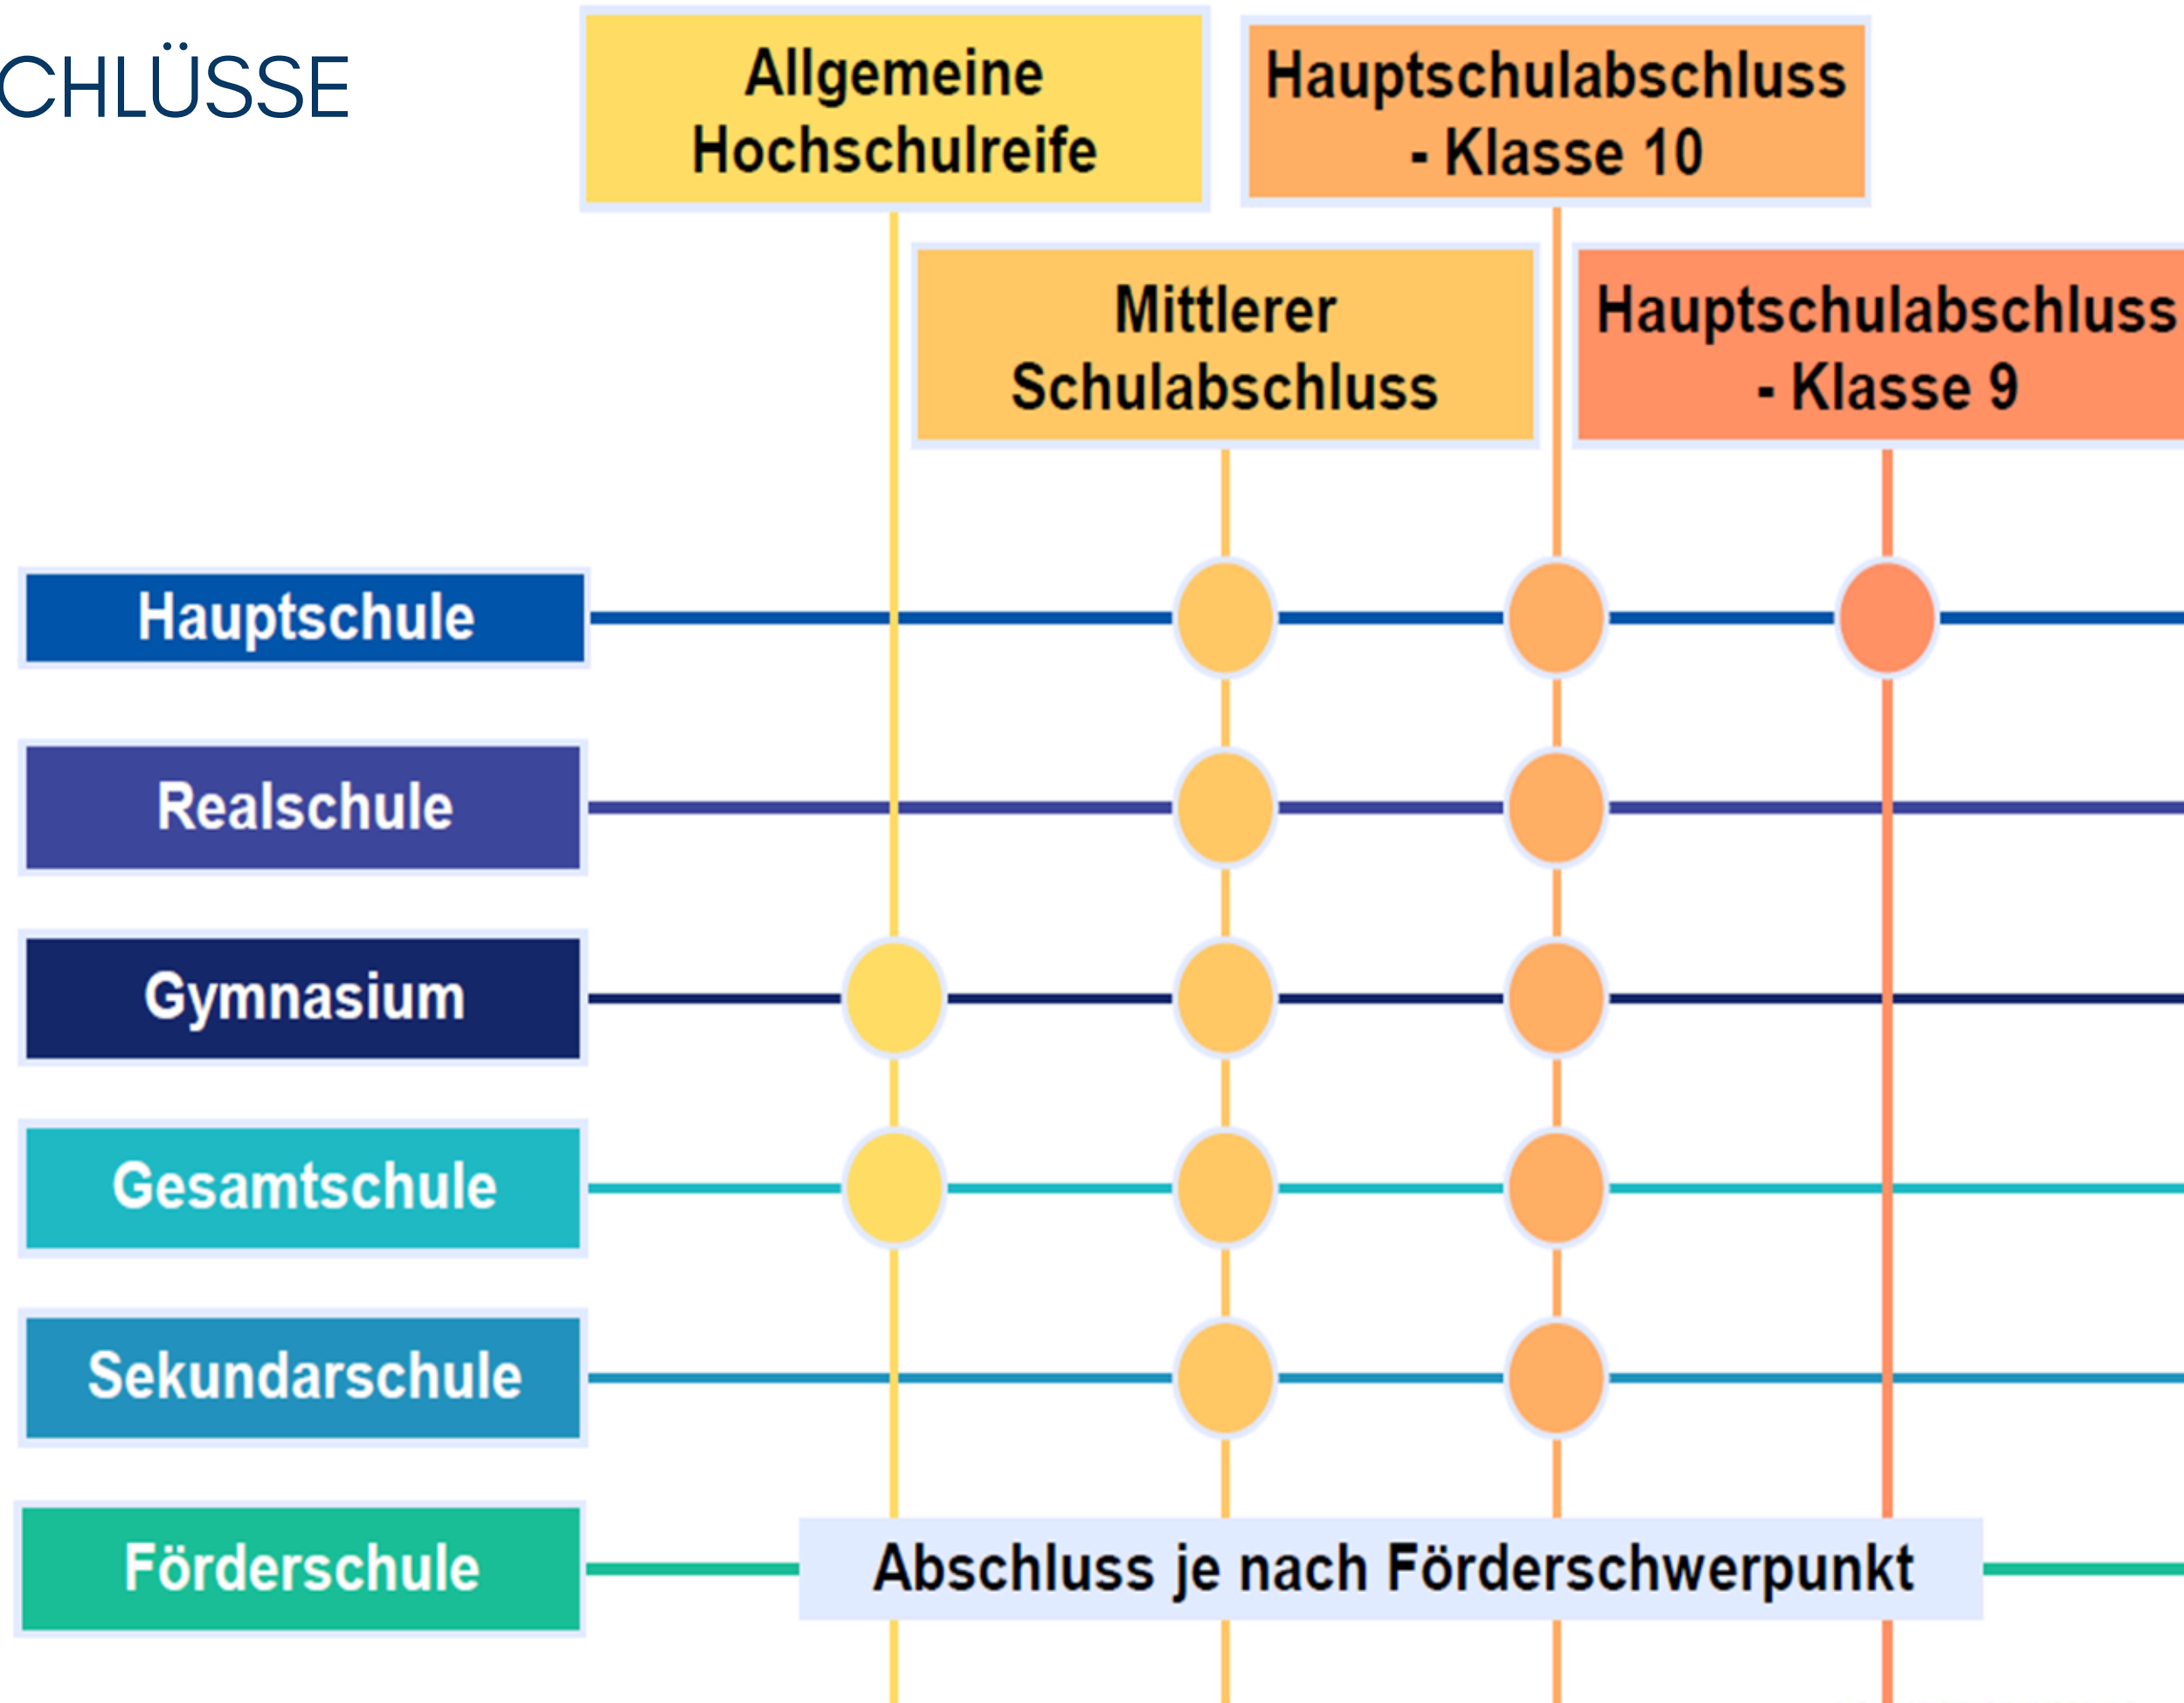 CHLÜSSE
Allgemeine
Hochschulreife
Hauptschulabschluss
- Klasse 10
Mittlerer
Schulabschluss
Hauptschulabschluss
- Klasse 9
Hauptschule
Realschule
Gymnasium
Gesamtschule
Sekundarschule
Förderschule
Abschluss je nach Förderschwerpunkt